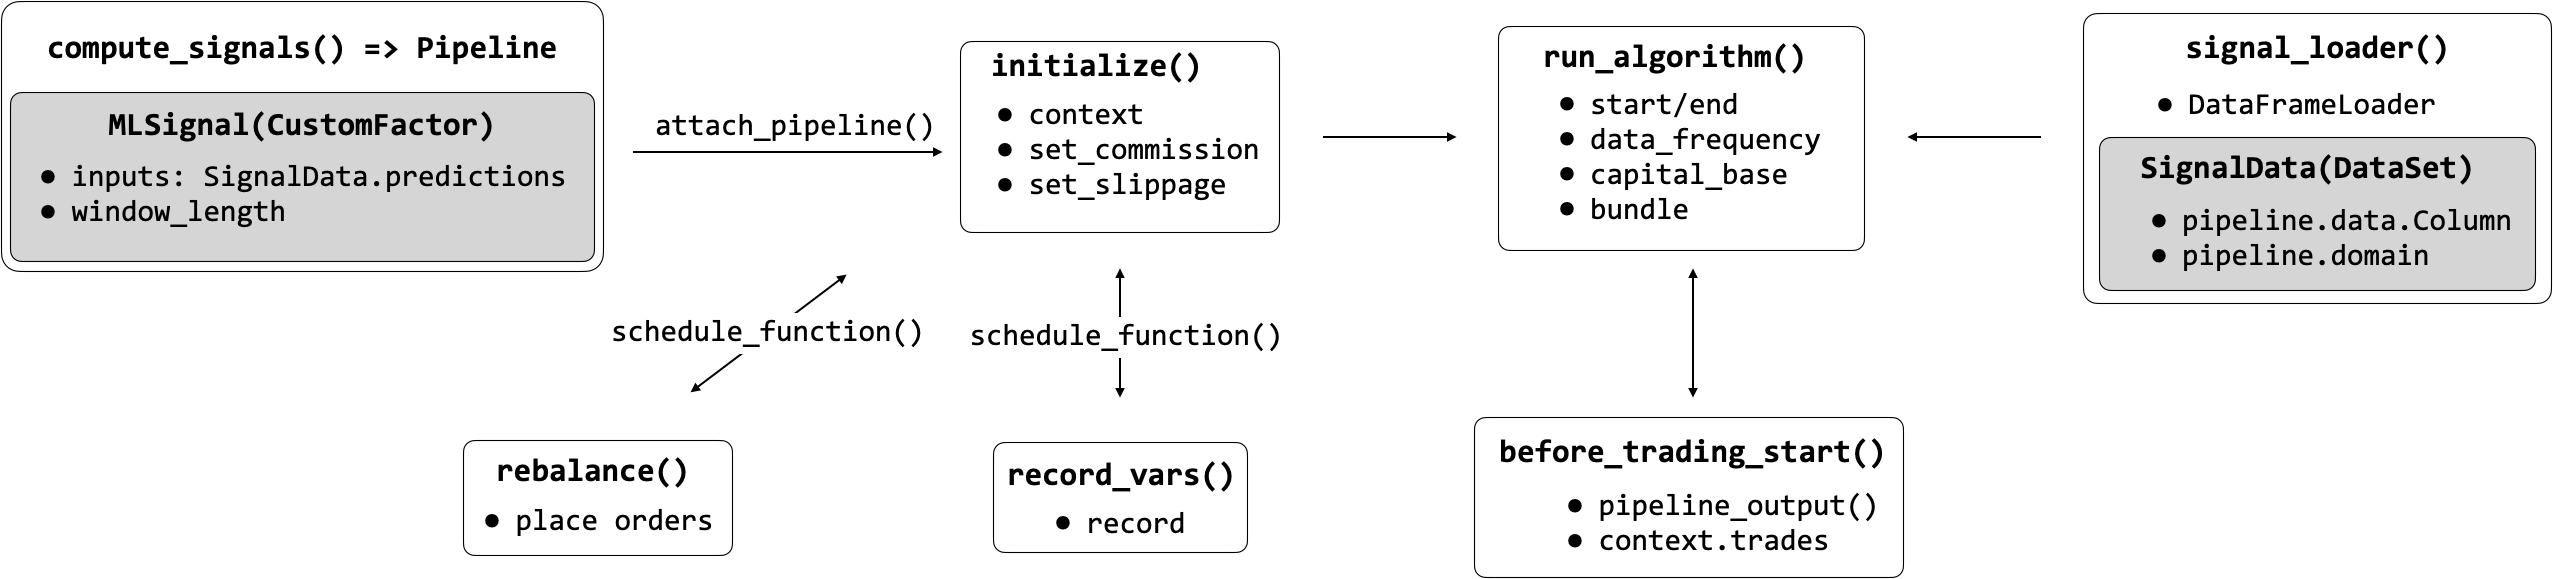 compute_signals() => Pipeline
MLSignal(CustomFactor)
● inputs: SignalData.predictions
● window_length
attach_pipeline()
initialize()
● context
● set_commission
● set_slippage
run_algorithm()
● start/end
● data_frequency
● capital_base
● bundle
signal_loader()
● DataFrameLoader
SignalData(DataSet)
● pipeline.data.Column
● pipeline.domain
schedule_function()
schedule_function()
rebalance()
● place orders
record_vars()
● record
before_trading_start()
● pipeline_output()
● context.trades